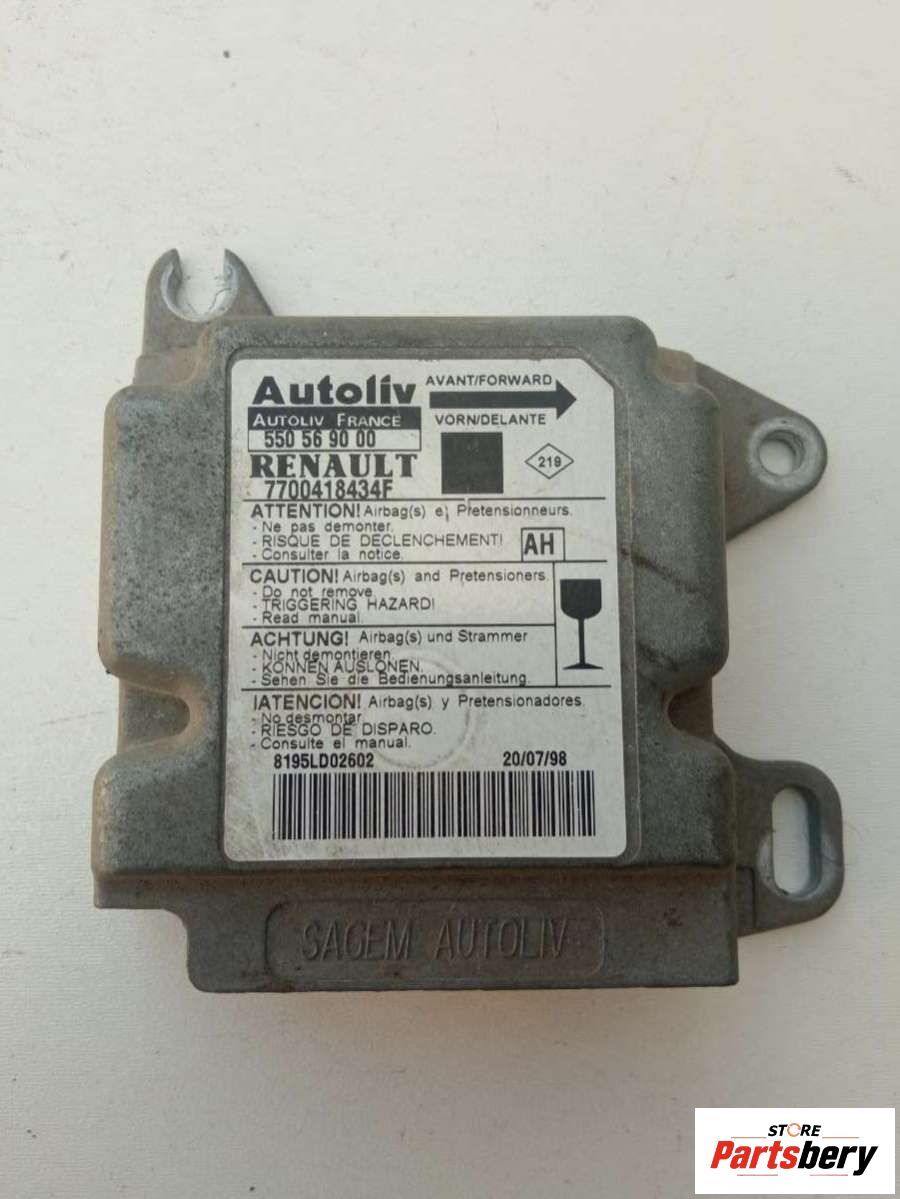 Autoliv
AVANT/FORWARD
AUTOLIV FRANCE
VORN/DELANTE
550 56 90 00
RENAULT
219
7700418434F
ATTENTION! Airbag(s) et Pretensionneurs.
- Ne pas demonter.
- RISQUE DE DECLENCHEMENT!
- Consulter la notice.
AH
CAUTION! Airbag(s) and Pretensioners.
- Do not remove.
- TRIGGERING HAZARD!
- Read manual.
ACHTUNG! Airbag(s) und Strammer
- Nicht demontieren.
- KONNEN AUSLONEN.
- Sehen Sie die Bedienungsanleitung.
¡ATENCION! Airbag(s) y Pretensionadores.
- No desmontar.
- RIESGO DE DISPARO.
- Consulte el manual.
8195LD02602 20/07/98
SAGEM AUTOLIV
STORE
Partsbery